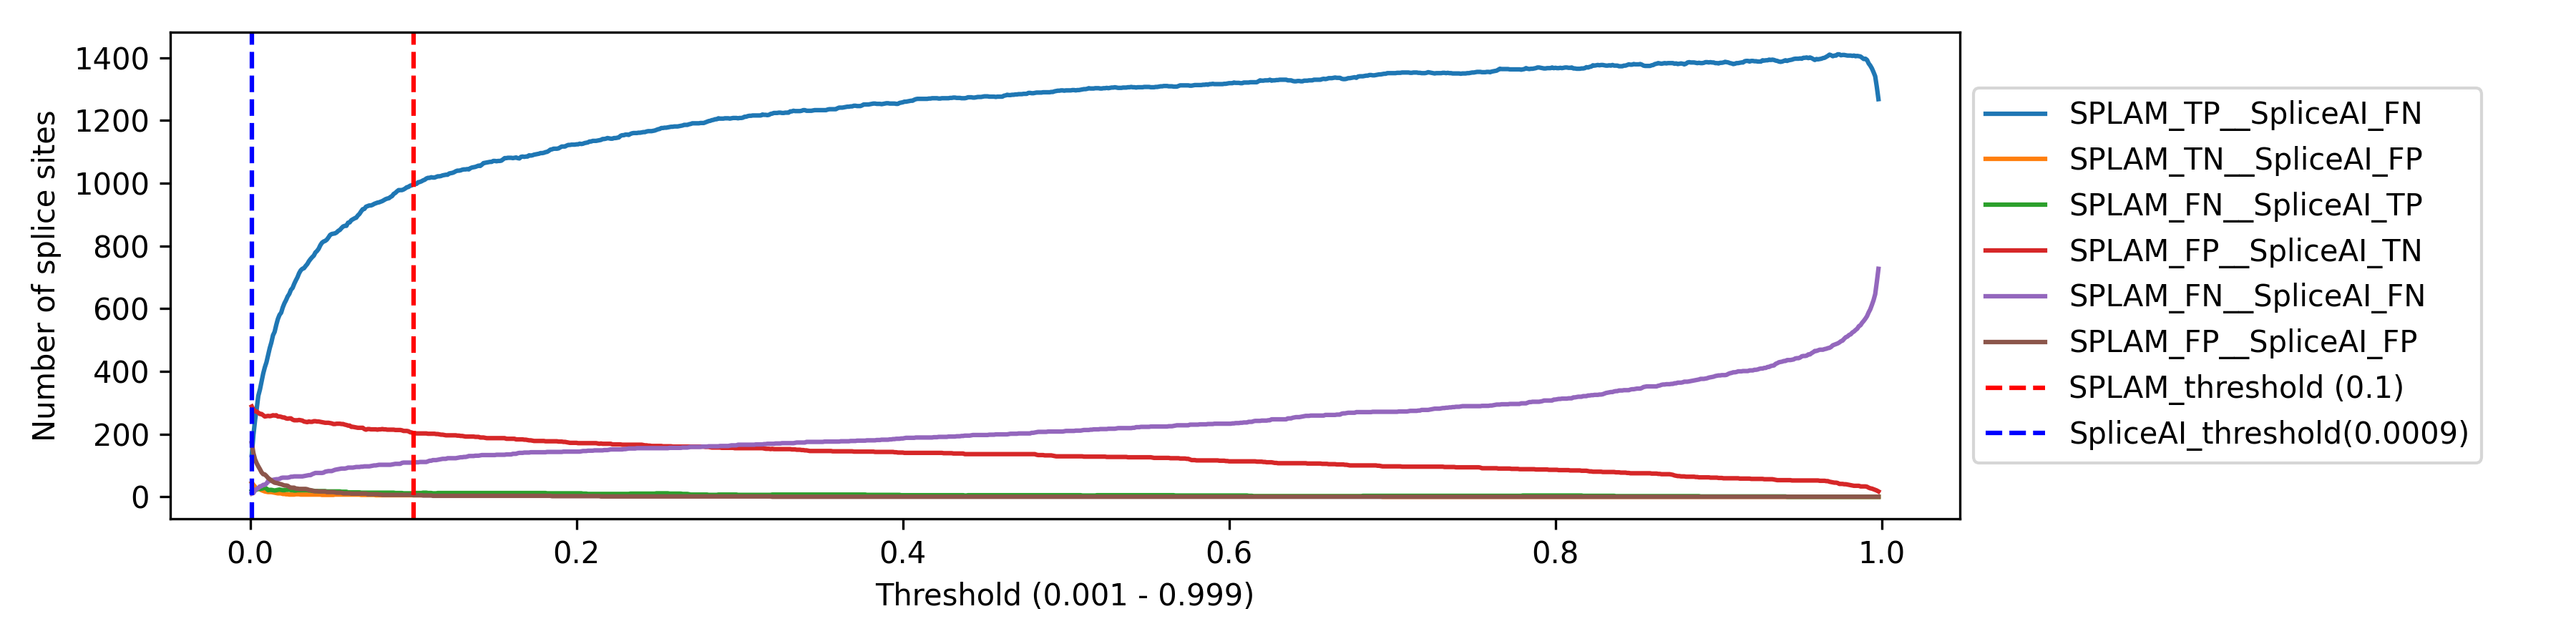 Number of splice sites
1400
1200
1000
800
600
400
200
0
0.0 0.2 0.4 0.6 0.8 1.0
Threshold (0.001 - 0.999)
SPLAM_TP__SpliceAI_FN
SPLAM_TN__SpliceAI_FP
SPLAM_FN__SpliceAI_TP
SPLAM_FP__SpliceAI_TN
SPLAM_FN__SpliceAI_FN
SPLAM_FP__SpliceAI_FP
SPLAM_threshold (0.1)
SpliceAI_threshold(0.0009)